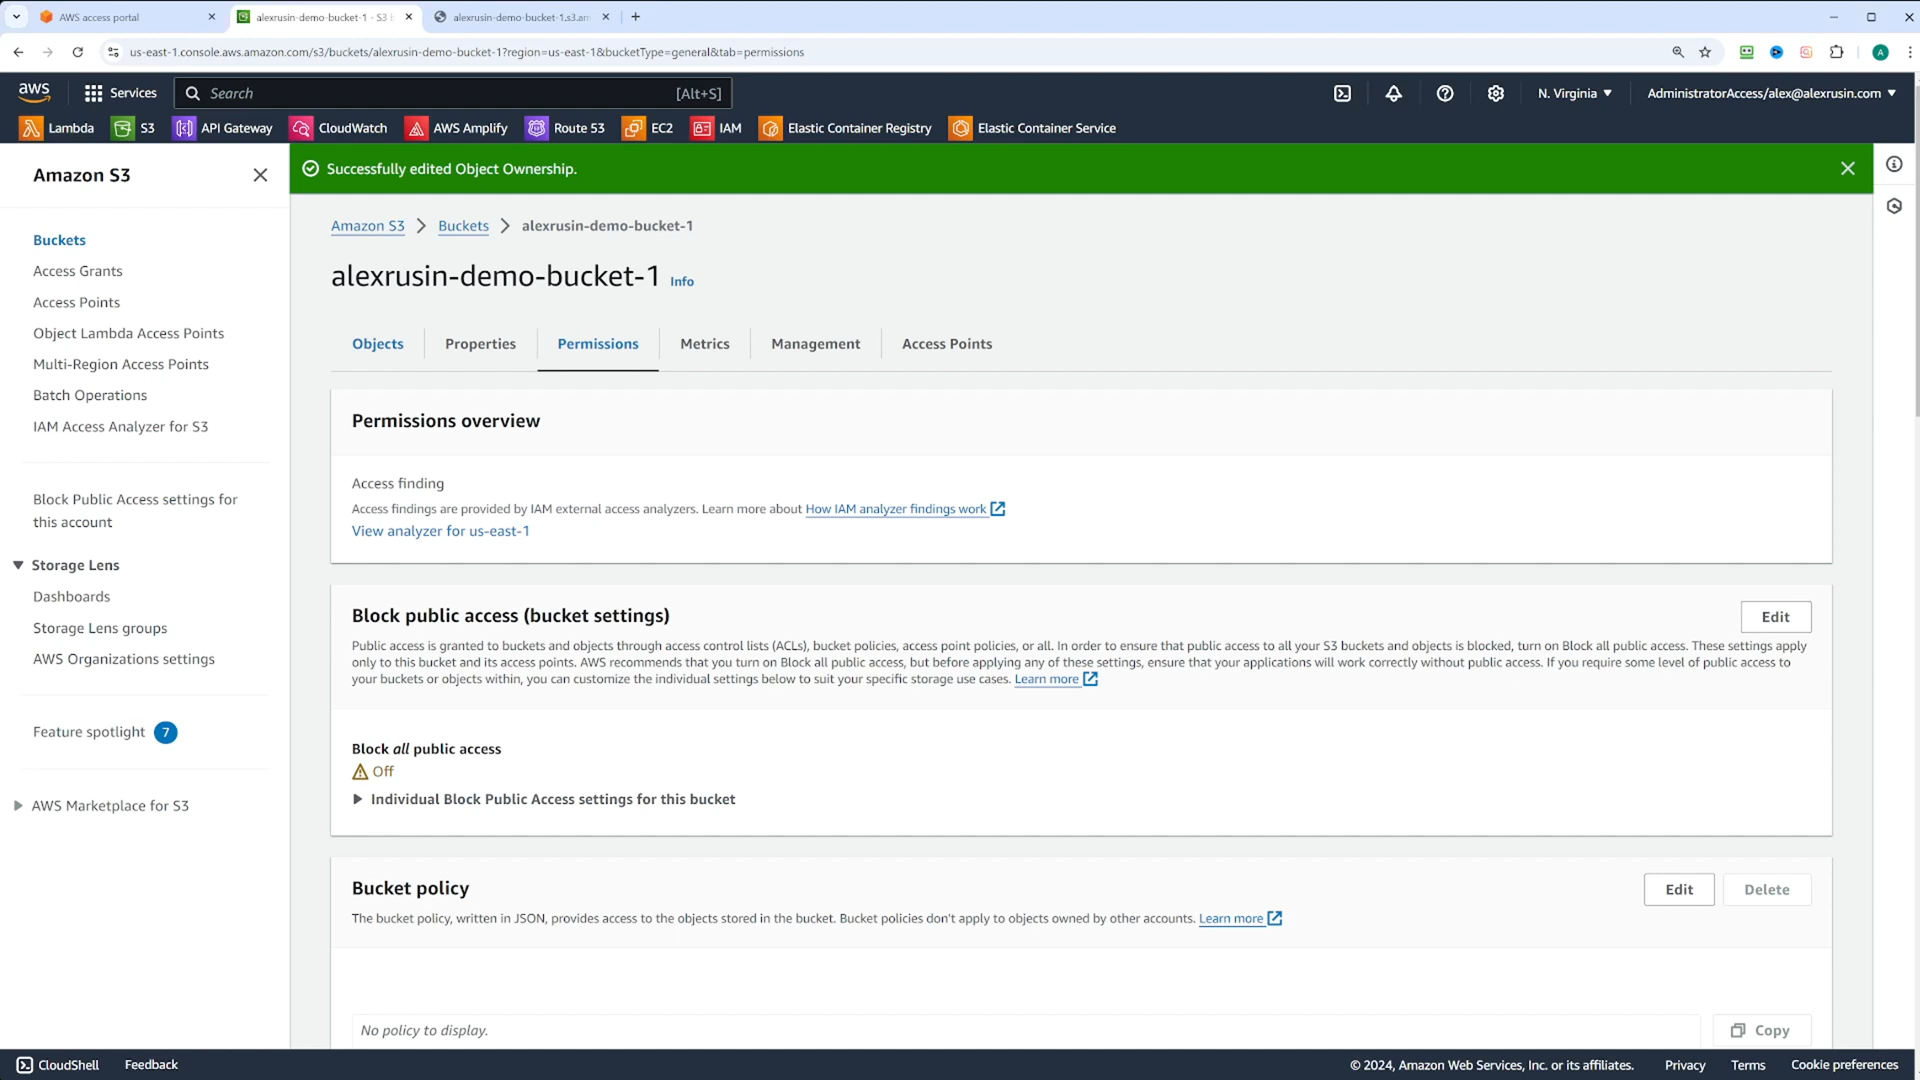 AWS access portal
alexrusin-demo-bucket-1 - S3 b
alexrusin-demo-bucket-1.s3.am
us-east-1.console.aws.amazon.com/s3/buckets/alexrusin-demo-bucket-1?region=us-east-1&bucketType=general&tab=permissions
A
aws
Services
Search
[Alt+S]
N. Virginia
AdministratorAccess/alex@alexrusin.com
Lambda
S3
API Gateway
CloudWatch
AWS Amplify
Route 53
EC2
IAM
Elastic Container Registry
Elastic Container Service
Amazon S3
Buckets
Access Grants
Access Points
Object Lambda Access Points
Multi-Region Access Points
Batch Operations
IAM Access Analyzer for S3
Block Public Access settings for
this account
Storage Lens
Dashboards
Storage Lens groups
AWS Organizations settings
Feature spotlight 7
AWS Marketplace for S3
Successfully edited Object Ownership.
Amazon S3
Buckets
alexrusin-demo-bucket-1
alexrusin-demo-bucket-1 Info
Objects
Properties
Permissions
Metrics
Management
Access Points
Permissions overview
Access finding
Access findings are provided by IAM external access analyzers. Learn more about How IAM analyzer findings work
View analyzer for us-east-1
Block public access (bucket settings)
Edit
Public access is granted to buckets and objects through access control lists (ACLs), bucket policies, access point policies, or all. In order to ensure that public access to all your S3 buckets and objects is blocked, turn on Block all public access. These settings apply
only to this bucket and its access points. AWS recommends that you turn on Block all public access, but before applying any of these settings, ensure that your applications will work correctly without public access. If you require some level of public access to
your buckets or objects within, you can customize the individual settings below to suit your specific storage use cases. Learn more
Block all public access
Off
Individual Block Public Access settings for this bucket
Bucket policy
Edit
Delete
The bucket policy, written in JSON, provides access to the objects stored in the bucket. Bucket policies don't apply to objects owned by other accounts. Learn more
No policy to display.
Copy
CloudShell
Feedback
© 2024, Amazon Web Services, Inc. or its affiliates.
Privacy
Terms
Cookie preferences